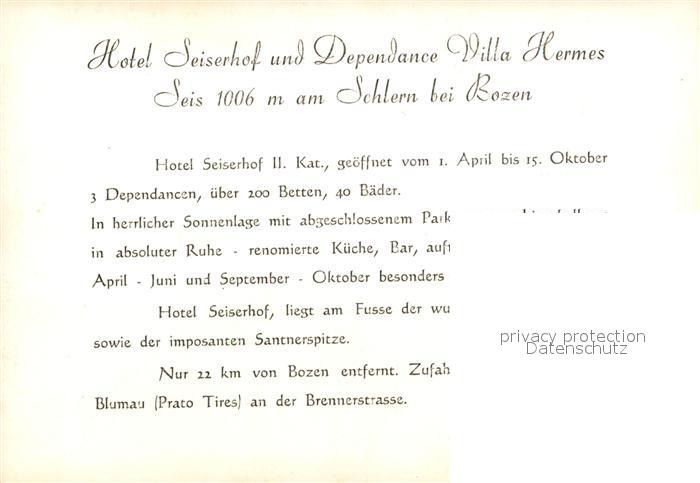 Hotel Seiserhof und Dependance Villa Hermes
Seis 1006 m am Schlern bei Bozen
Hotel Seiserhof II. Kat., geöffnet vom 1. April bis 15. Oktober
3 Dependancen, über 200 Betten, 40 Bäder.
In herrlicher Sonnenlage mit abgeschlossenem Park
in absoluter Ruhe - renomierte Küche, Bar, auf
April - Juni und September - Oktober besonders
Hotel Seiserhof, liegt am Fusse der wu
sowie der imposanten Santnerspitze.
privacy protection
Datenschutz
Nur 22 km von Bozen entfernt. Zufah
Blumau (Prato Tires) an der Brennerstrasse.